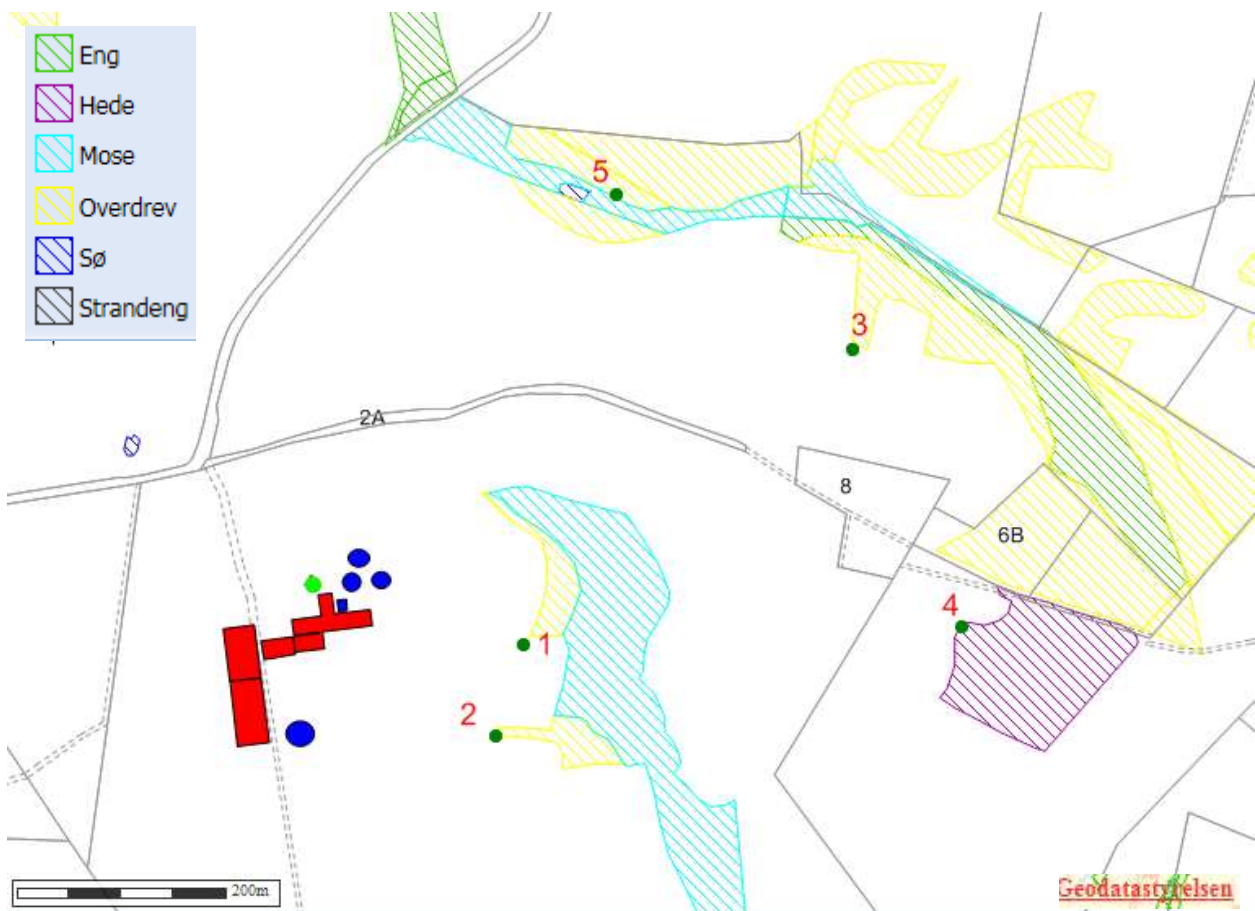 Eng
Hede
Mose
Overdrev
Sø
Strandeng
5
3
2A
8
6B
4
1
2
200m
Geodatastyrelsen